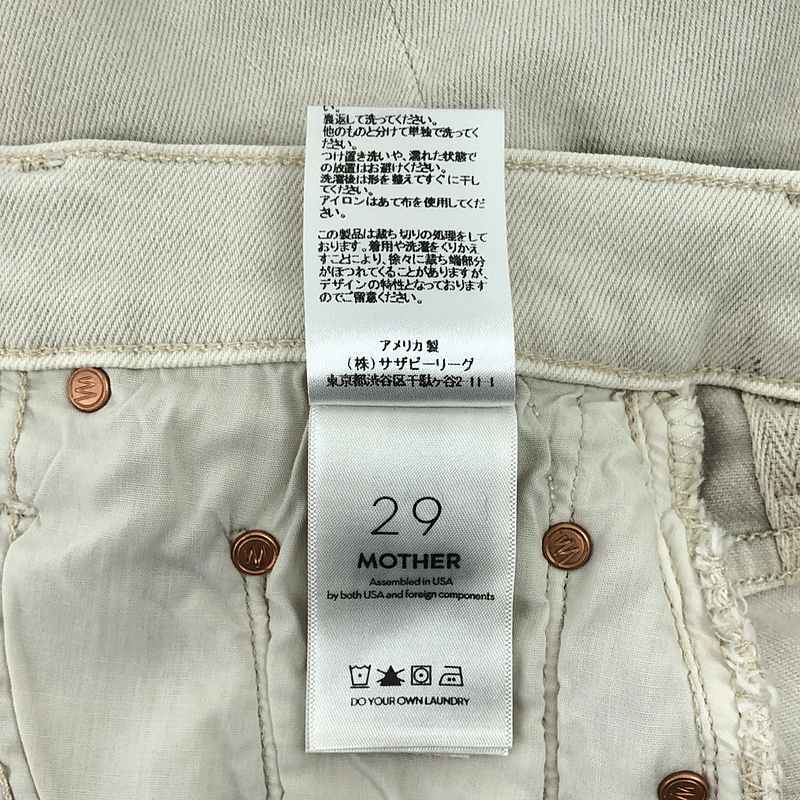 い。
裏返して洗ってください。
他のものと分けて単独で洗ってく
ださい。
つけ置き洗いや、濡れた状態で
の放置はお避けください。
洗濯後は形を整えてすぐに干し
てください。
アイロンはあて布を使用してくだ
さい。
この製品は裁ち切りの処理をして
おります。着用や洗濯をくりかえ
すことにより、徐々に裁ち端部分
がほつれてくることがありますが、
デザインの特性となっております
のでご留意ください。
アメリカ製
(株)サザビーリーグ
東京都渋谷区千駄ヶ谷2-11-1
29
MOTHER
Assembled in USA
by both USA and foreign components
DO YOUR OWN LAUNDRY